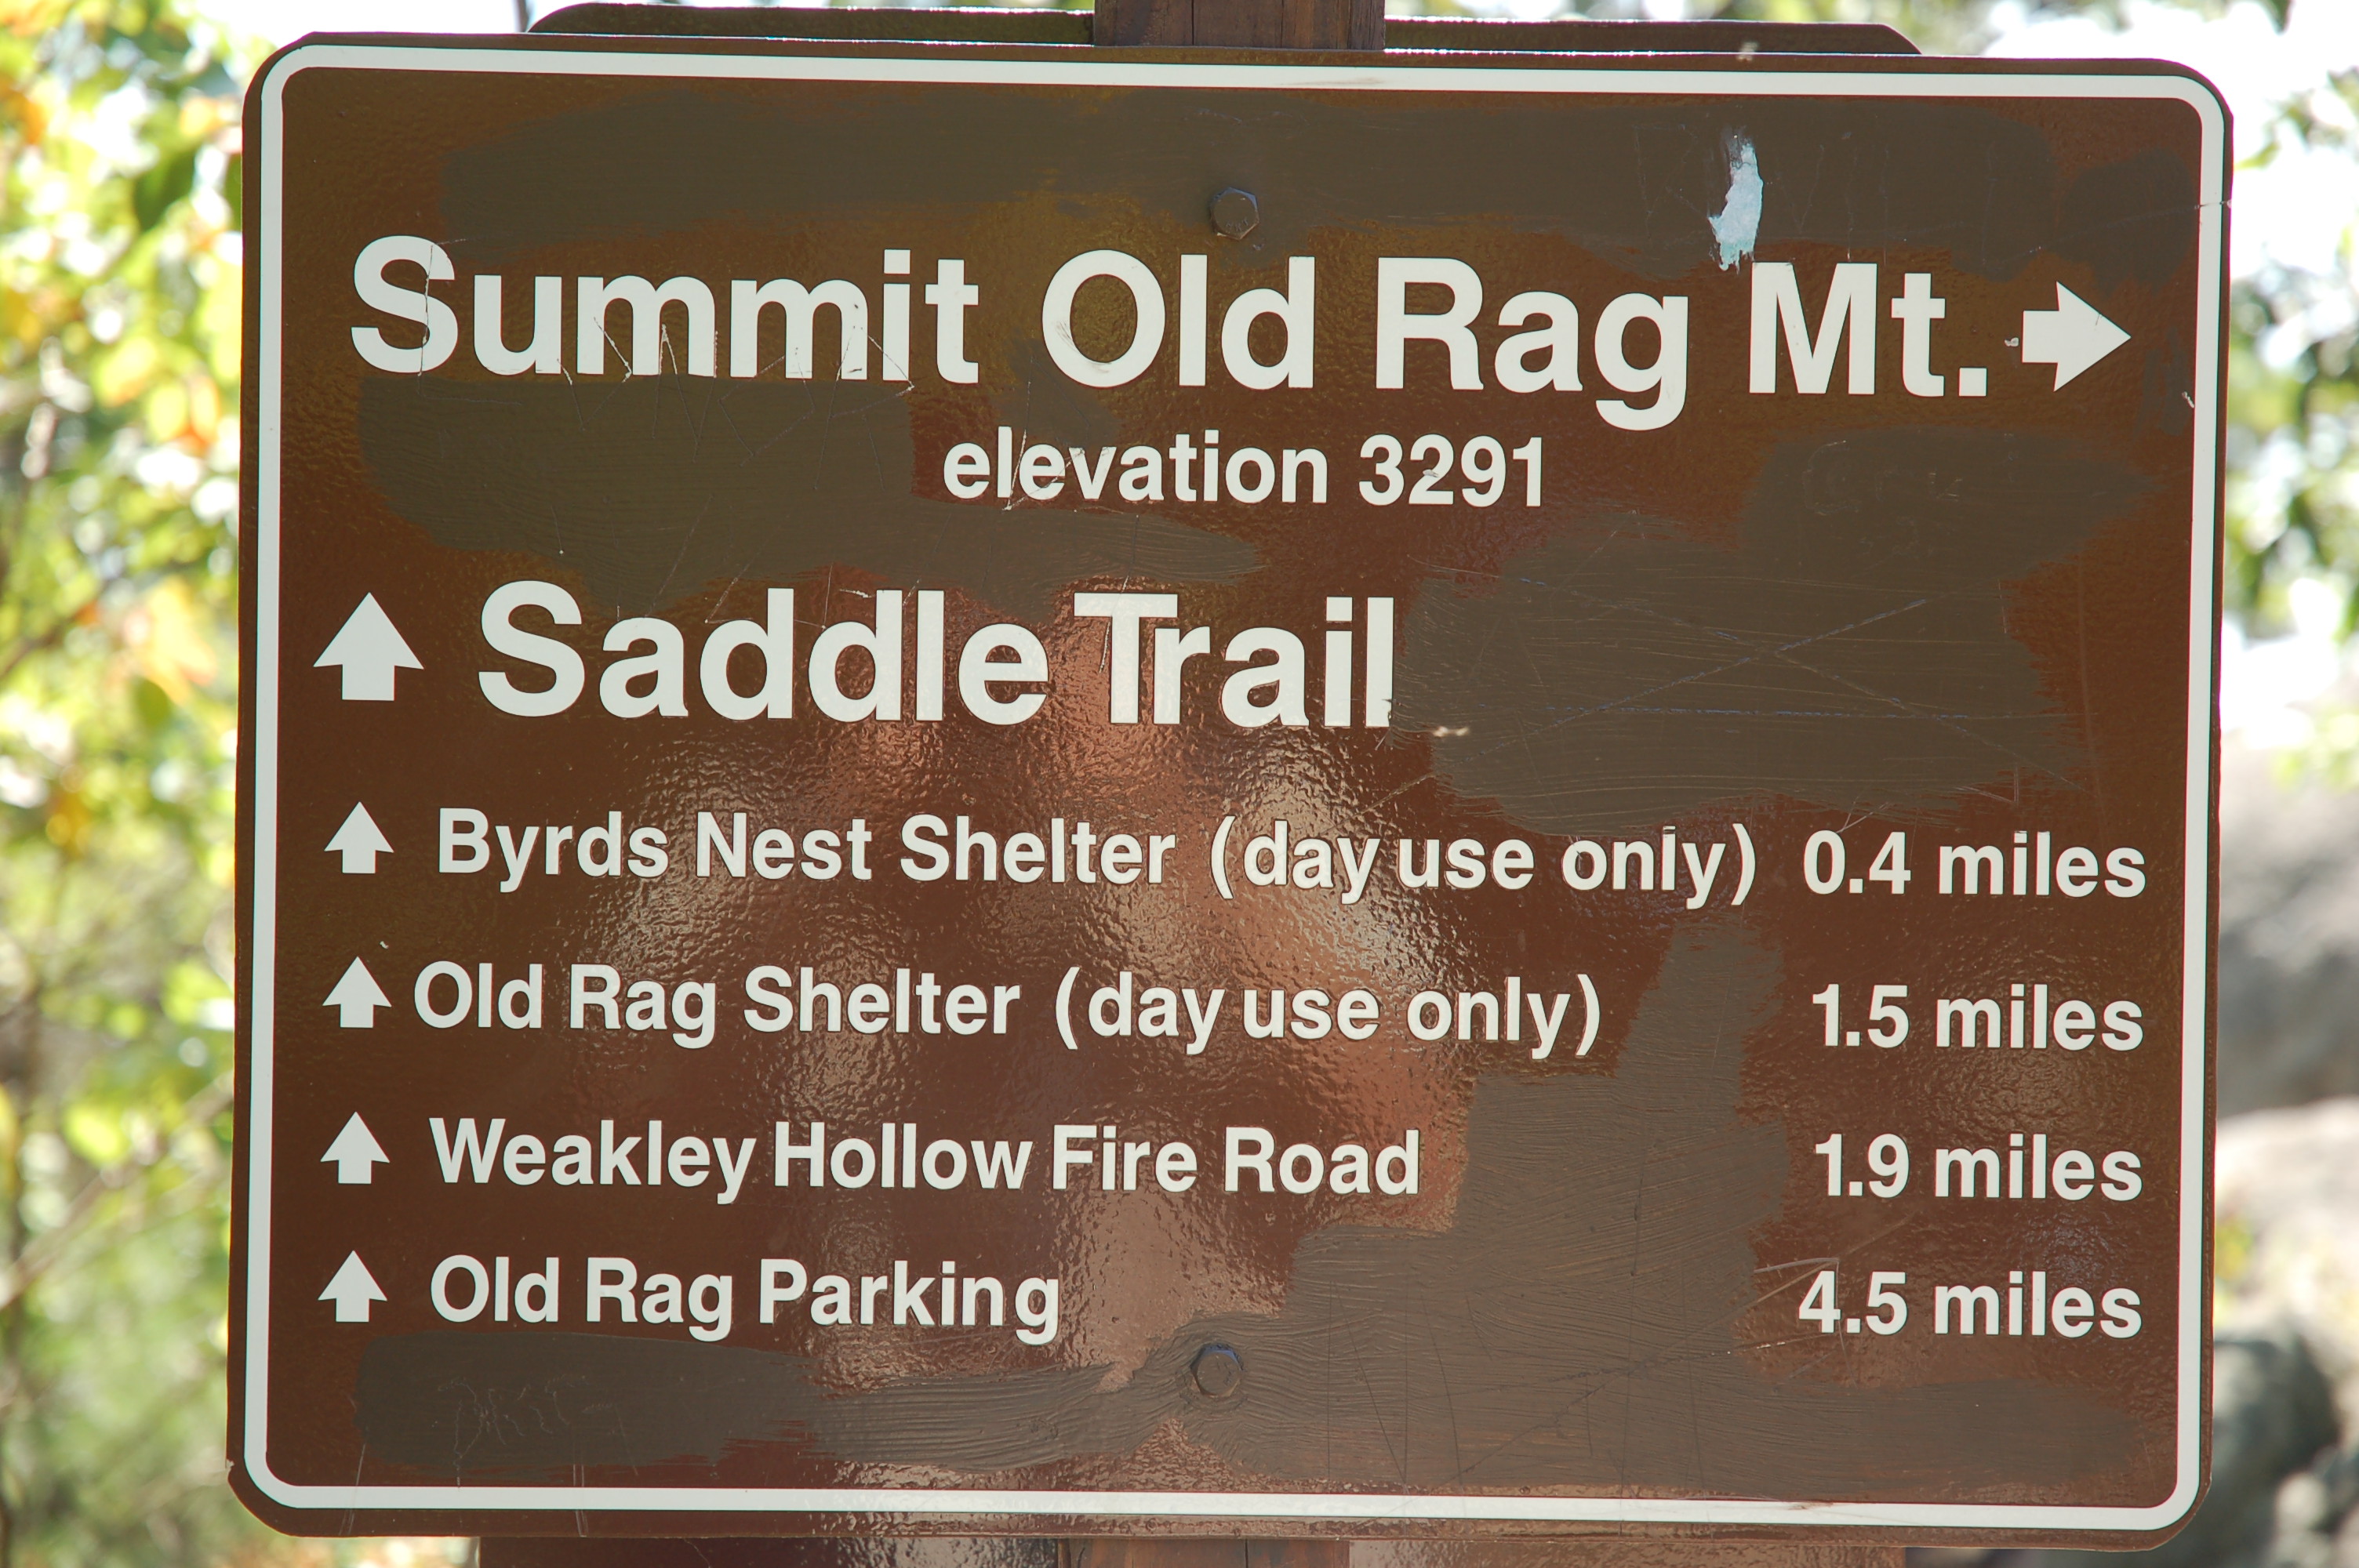 Summit Old Rag Mt.
elevation 3291
Saddle Trail
Byrds Nest Shelter (day use only) 0.4 miles
Old Rag Shelter (day use only) 1.5 miles
Weakley Hollow Fire Road 1.9 miles
Old Rag Parking 4.5 miles